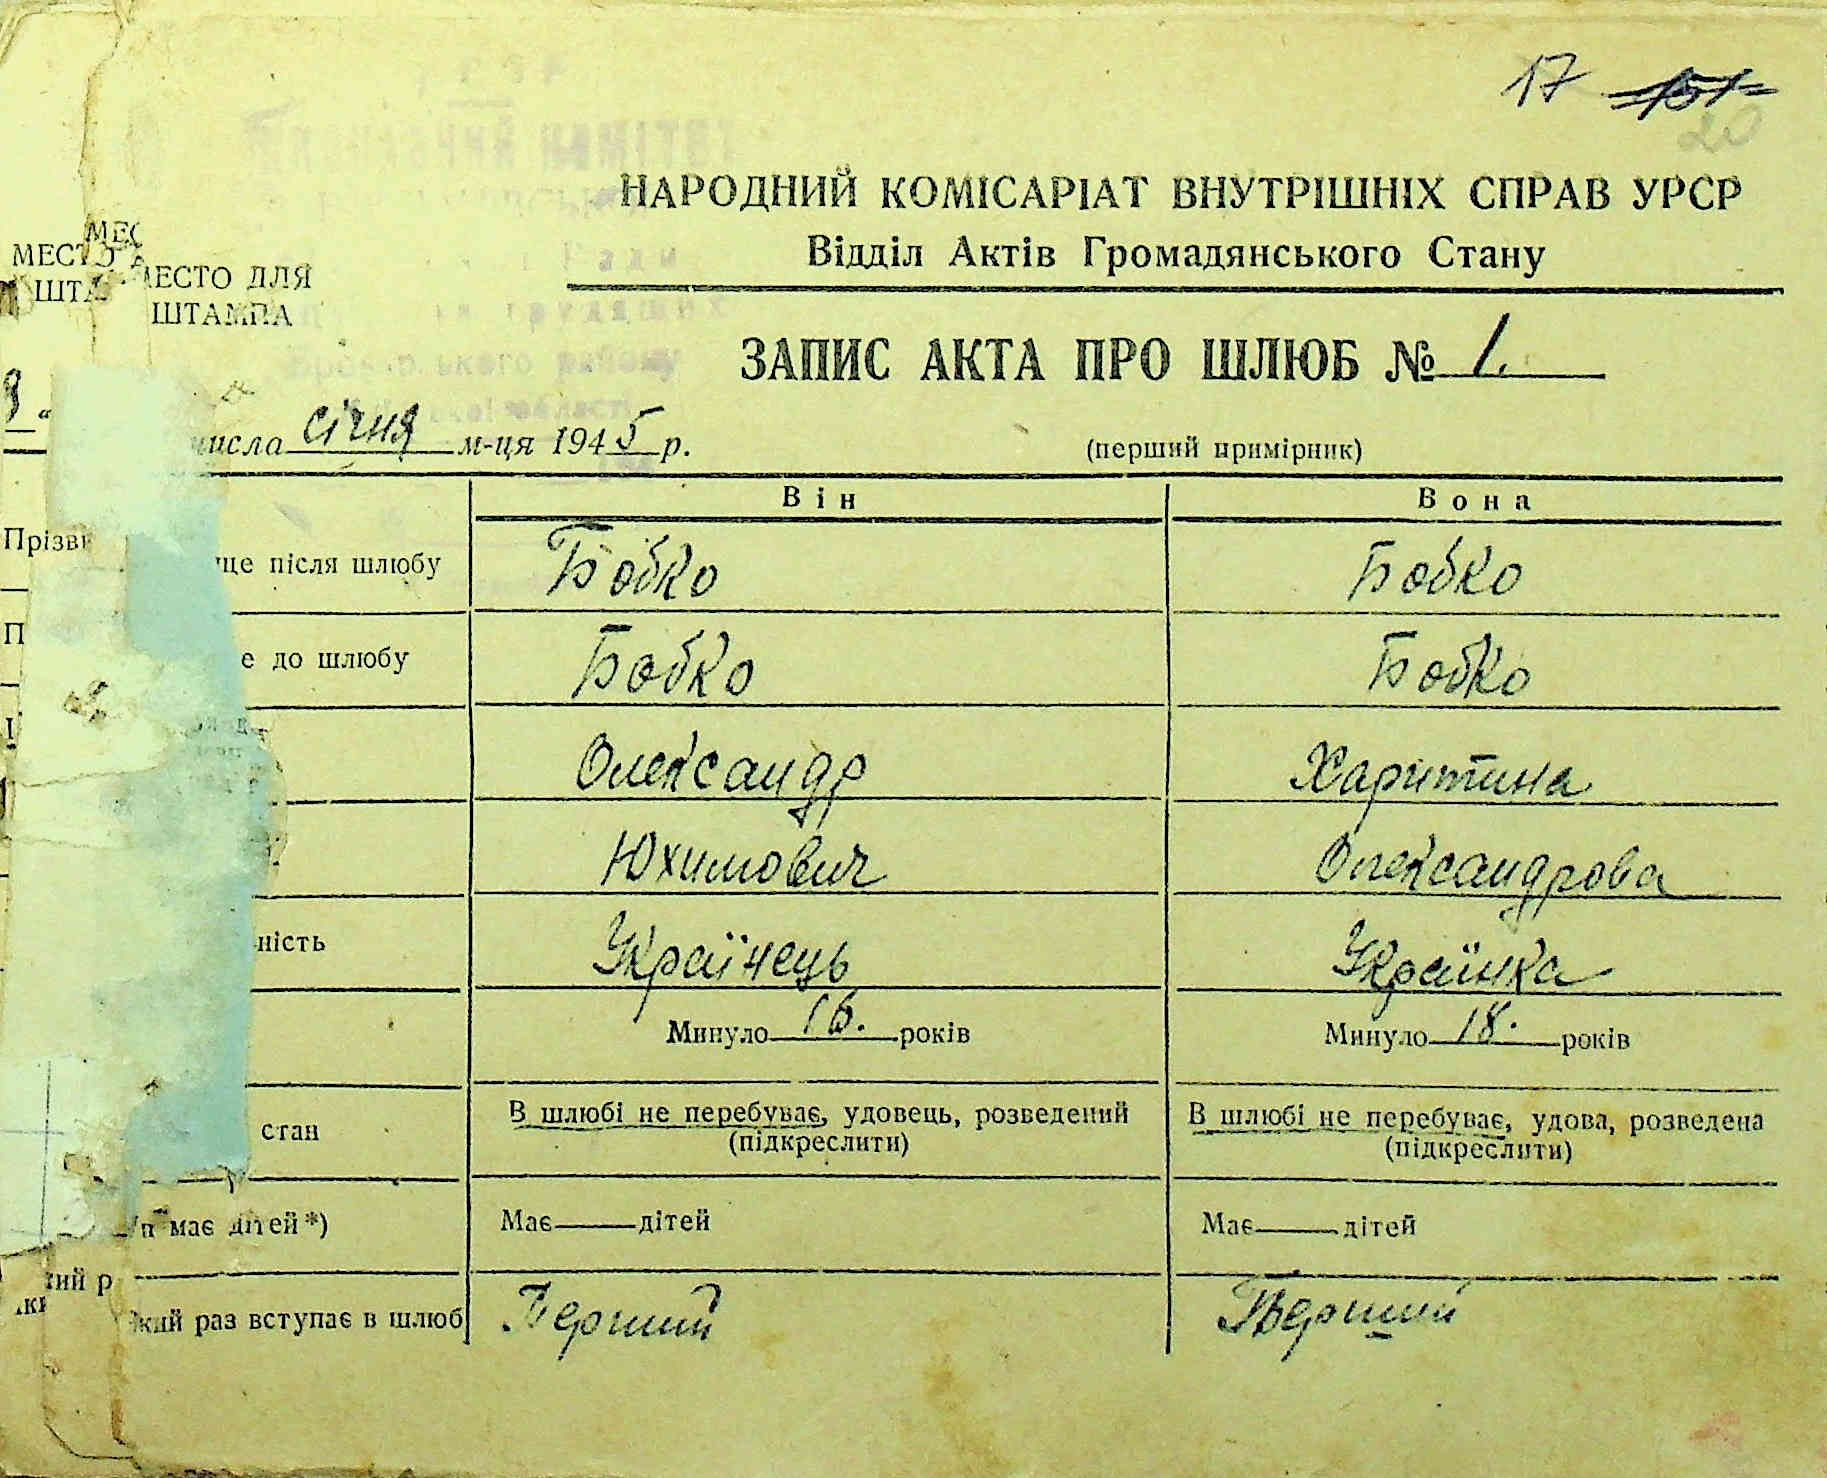 17 151
20
НАРОДНИЙ КОМІСАРІАТ ВНУТРІШНІХ СПРАВ УРСР
Відділ Актів Громадянського Стану
МЕСТО ДЛЯ
ШТАМПА
ЗАПИС АКТА ПРО ШЛЮБ № 1.
числа січня м-ця 1945 р.
(перший примірник)
Він Вона
ще після шлюбу Бобко Бобко
е до шлюбу Бобко Бобко
Олександр Харитина
Юхимович Олександрова
ність Українець Українка
Минуло 18. років Минуло 18. років
стан В шлюбі не перебуває, удовець, розведений В шлюбі не перебуває, удова, розведена
(підкреслити) (підкреслити)
має дітей*) Має — дітей Має — дітей
кий раз вступає в шлюб Перший Перший